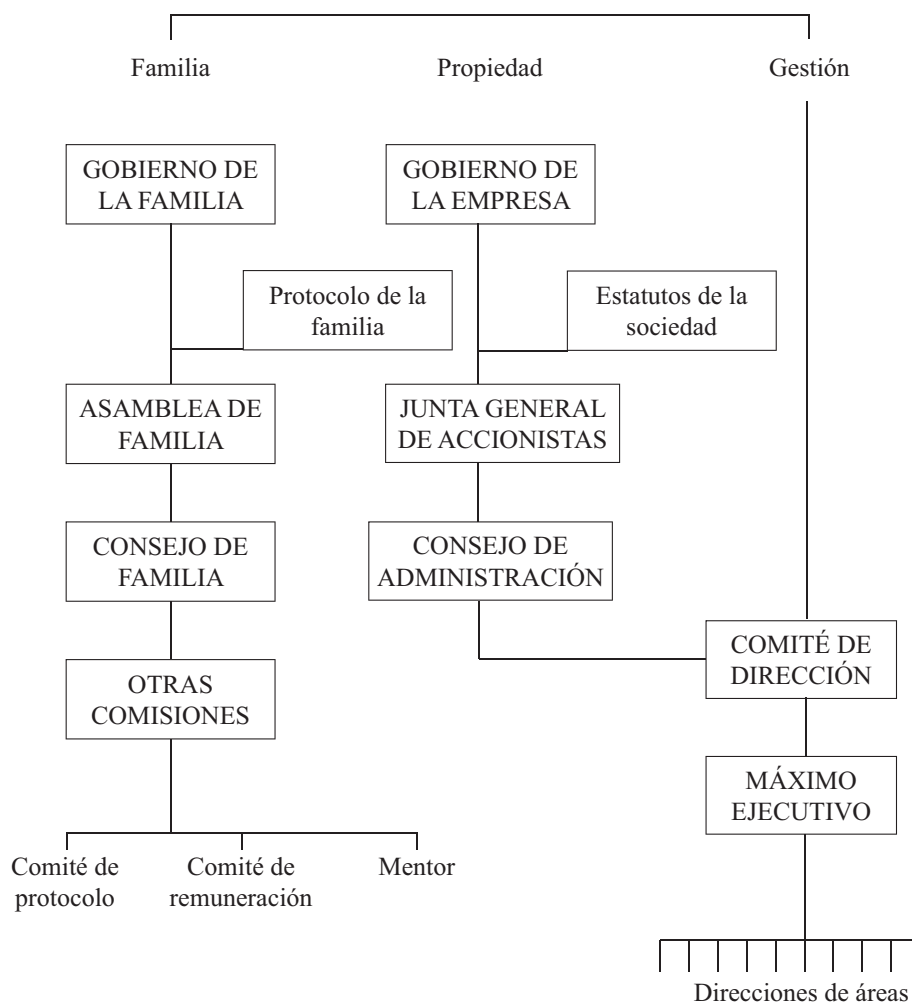 Familia
Propiedad
Gestión
GOBIERNO DE
LA FAMILIA
GOBIERNO DE
LA EMPRESA
Protocolo de la
familia
Estatutos de la
sociedad
ASAMBLEA DE
FAMILIA
JUNTA GENERAL
DE ACCIONISTAS
CONSEJO DE
FAMILIA
CONSEJO DE
ADMINISTRACIÓN
COMITÉ DE
DIRECCIÓN
OTRAS
COMISIONES
MÁXIMO
EJECUTIVO
Comité de
protocolo
Comité de
remuneración
Mentor
Direcciones de áreas